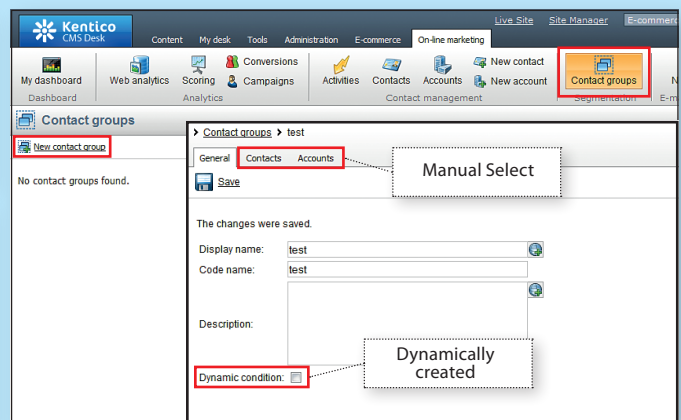 Live Site Site Manager E-commerc
Kentico
CMS Desk
Content My desk Tools Administration E-commerce On-line marketing
My dashboard Web analytics Scoring Conversions Campaigns Activities Contacts Accounts New contact New account Contact groups N
Dashboard Analytics Contact management Segmentation E-m
Contact groups
New contact group
No contact groups found.
> Contact groups > test
General Contacts Accounts
Manual Select
Save
The changes were saved.
Display name: test
Code name: test
Description:
Dynamically
created
Dynamic condition: